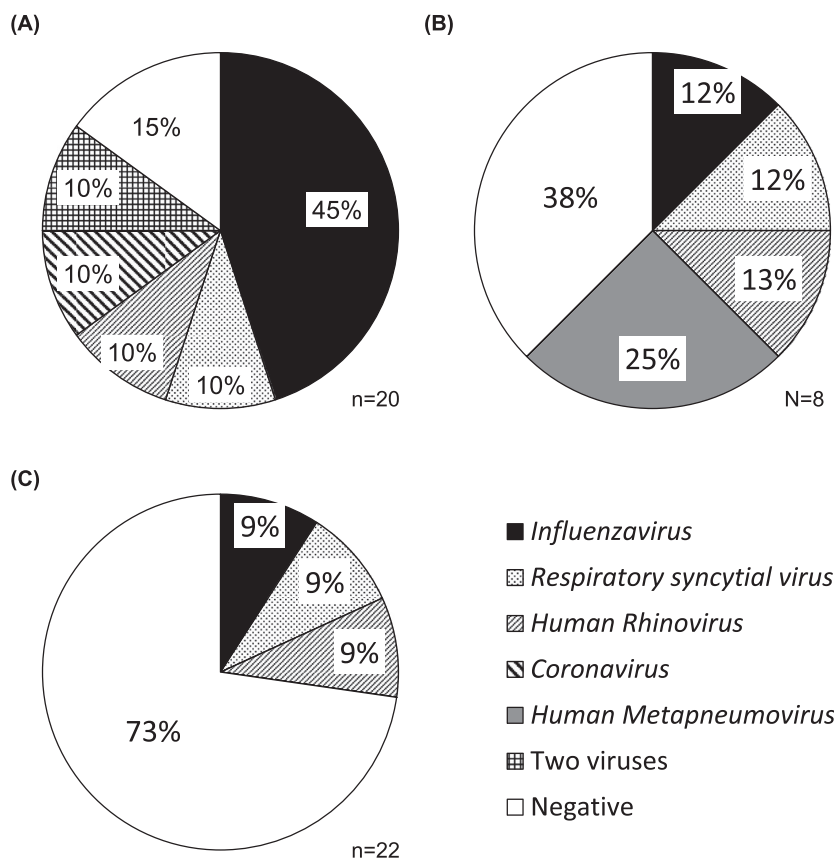 (A)
45%
10%
10%
10%
10%
15%
n=20
(B)
12%
12%
13%
25%
38%
N=8
(C)
9%
9%
9%
73%
n=22
Influenzavirus
Respiratory syncytial virus
Human Rhinovirus
Coronavirus
Human Metapneumovirus
Two viruses
Negative